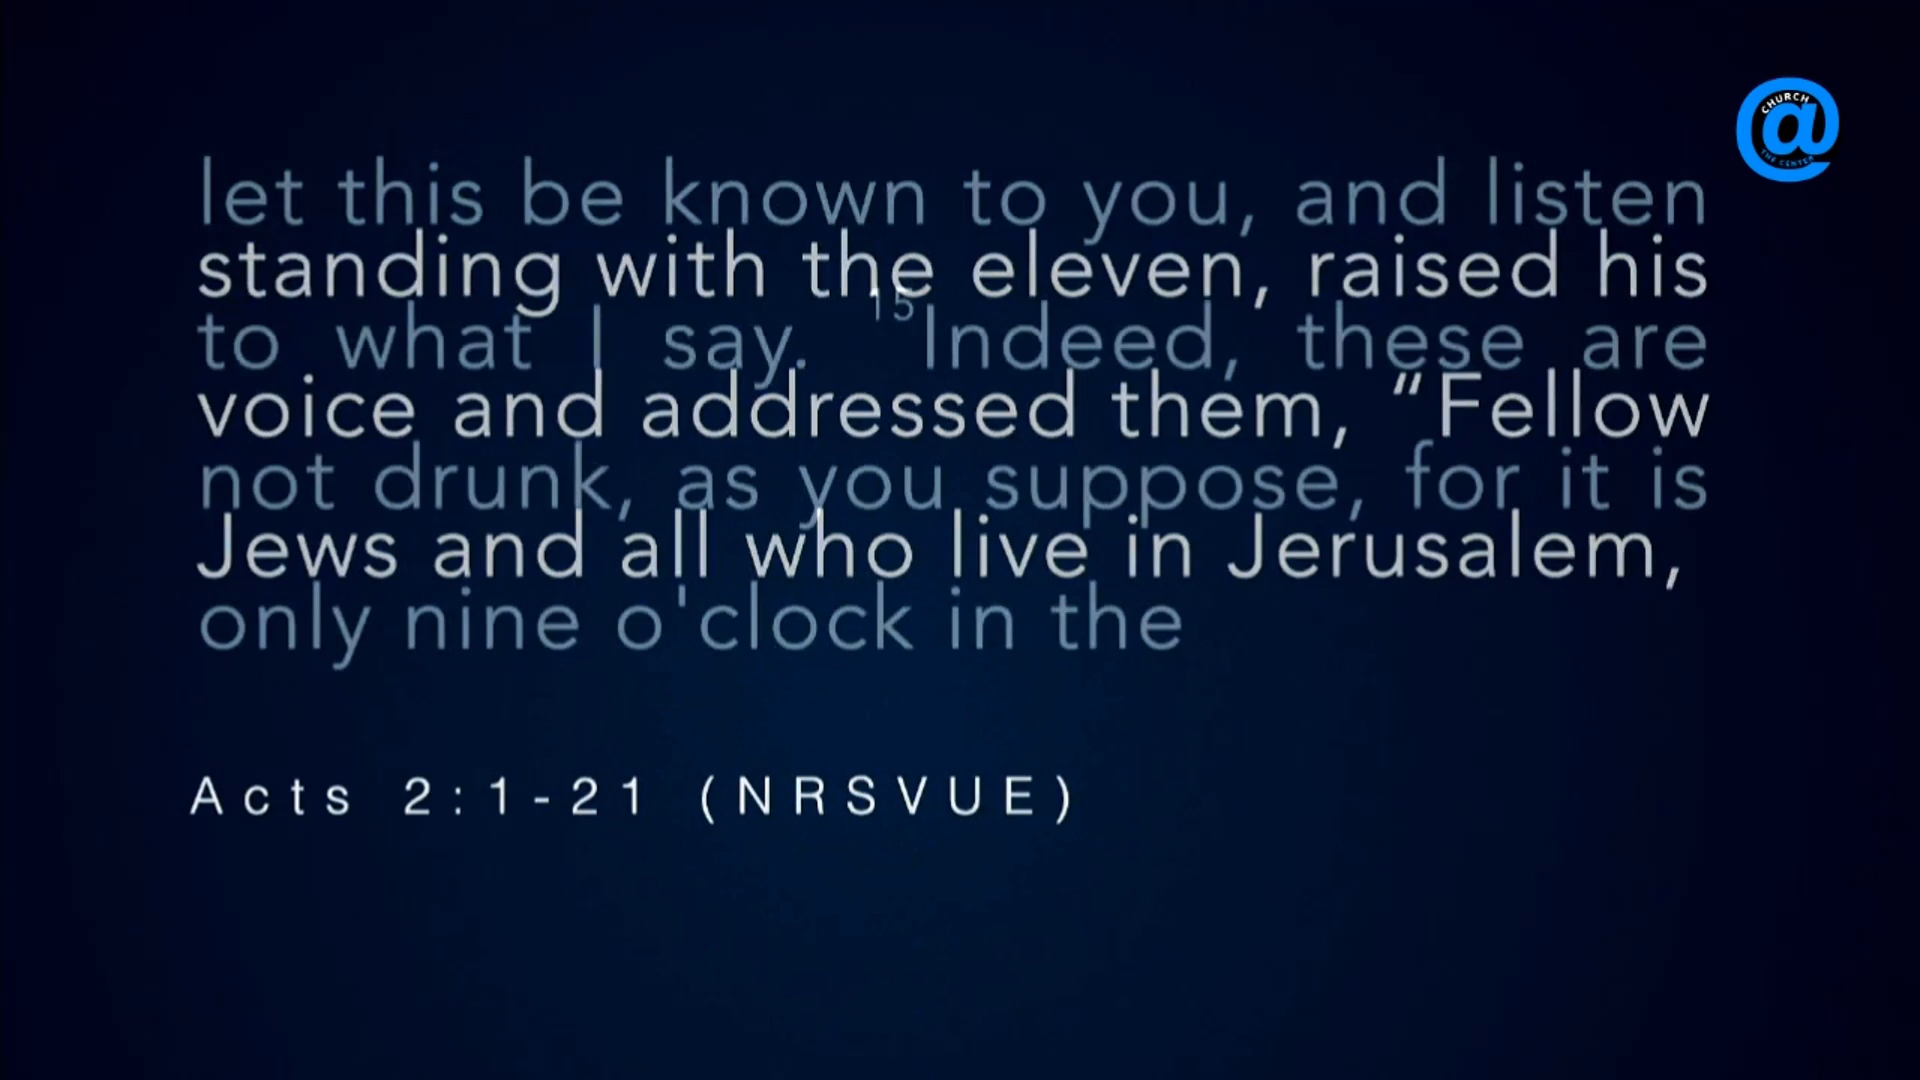 CHURCH
@
THE CENTER
let this be known to you, and listen
standing with the eleven, raised his
to what I say. 15Indeed, these are
voice and addressed them, “Fellow
not drunk, as you suppose, for it is
Jews and all who live in Jerusalem,
only nine o'clock in the
Acts 2:1-21 (NRSVUE)